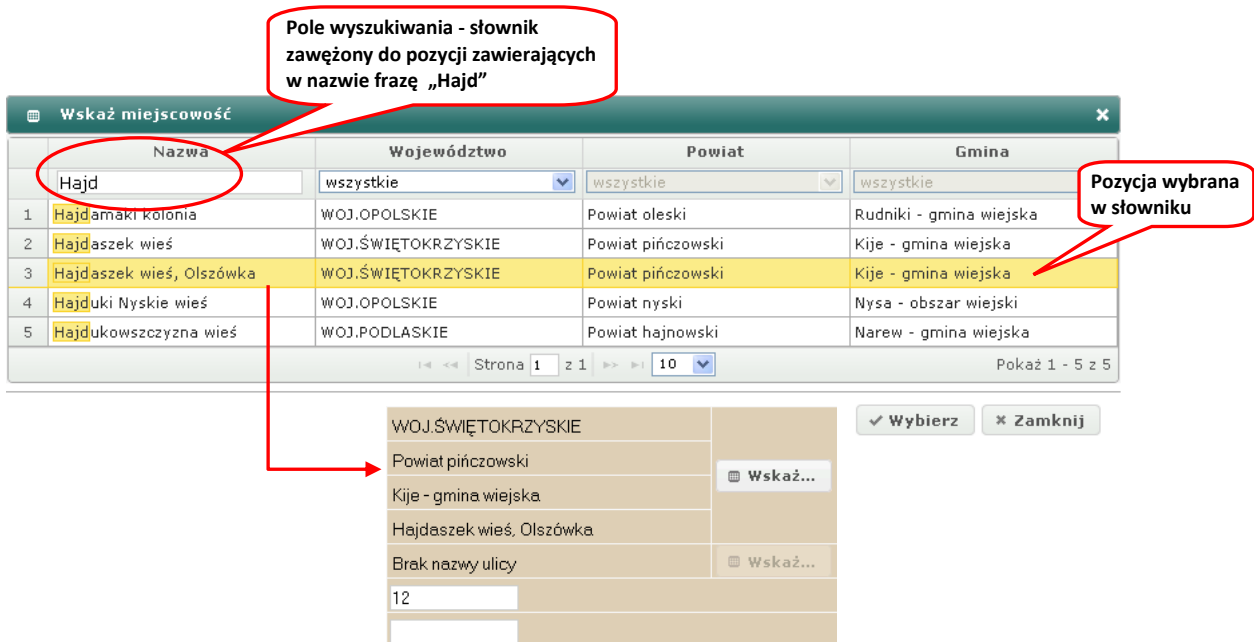 Pole wyszukiwania - słownik
zawężony do pozycji zawierających
w nazwie frazę „Hajd”
Wskaż miejscowość
Nazwa Województwo Powiat Gmina
Hajd wszystkie wszystkie wszystkie
Pozycja wybrana
w słowniku
1 Hajdamaki kolonia WOJ.OPOLSKIE Powiat oleski Rudniki - gmina wiejska
2 Hajdaszek wieś WOJ.ŚWIĘTOKRZYSKIE Powiat pińczowski Kije - gmina wiejska
3 Hajdaszek wieś, Olszówka WOJ.ŚWIĘTOKRZYSKIE Powiat pińczowski Kije - gmina wiejska
4 Hajduki Nyskie wieś WOJ.OPOLSKIE Powiat nyski Nysa - obszar wiejski
5 Hajdukowszczyzna wieś WOJ.PODLASKIE Powiat hajnowski Narew - gmina wiejska
Strona 1 z 1 10 Pokaż 1 - 5 z 5
Wybierz Zamknij
WOJ.ŚWIĘTOKRZYSKIE
Powiat pińczowski
Wskaż...
Kije - gmina wiejska
Hajdaszek wieś, Olszówka
Brak nazwy ulicy Wskaż...
12